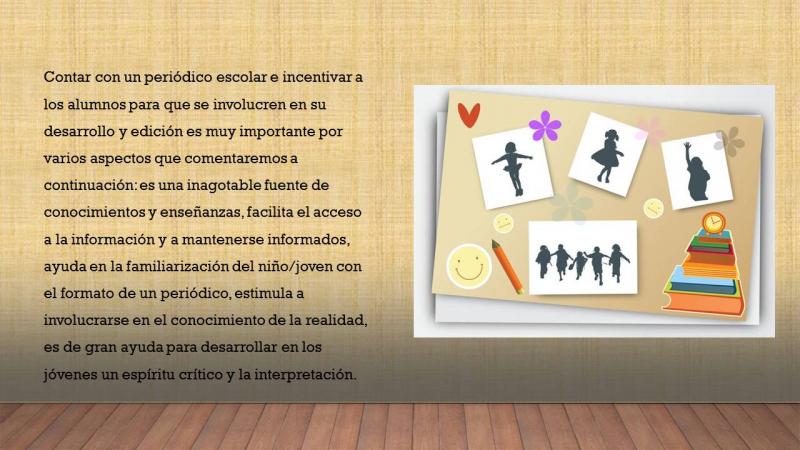 Contar con un periódico escolar e incentivar a
los alumnos para que se involucren en su
desarrollo y edición es muy importante por
varios aspectos que comentaremos a
continuación: es una inagotable fuente de
conocimientos y enseñanzas, facilita el acceso
a la información y a mantenerse informados,
ayuda en la familiarización del niño/joven con
el formato de un periódico, estimula a
involucrarse en el conocimiento de la realidad,
es de gran ayuda para desarrollar en los
jóvenes un espíritu crítico y la interpretación.